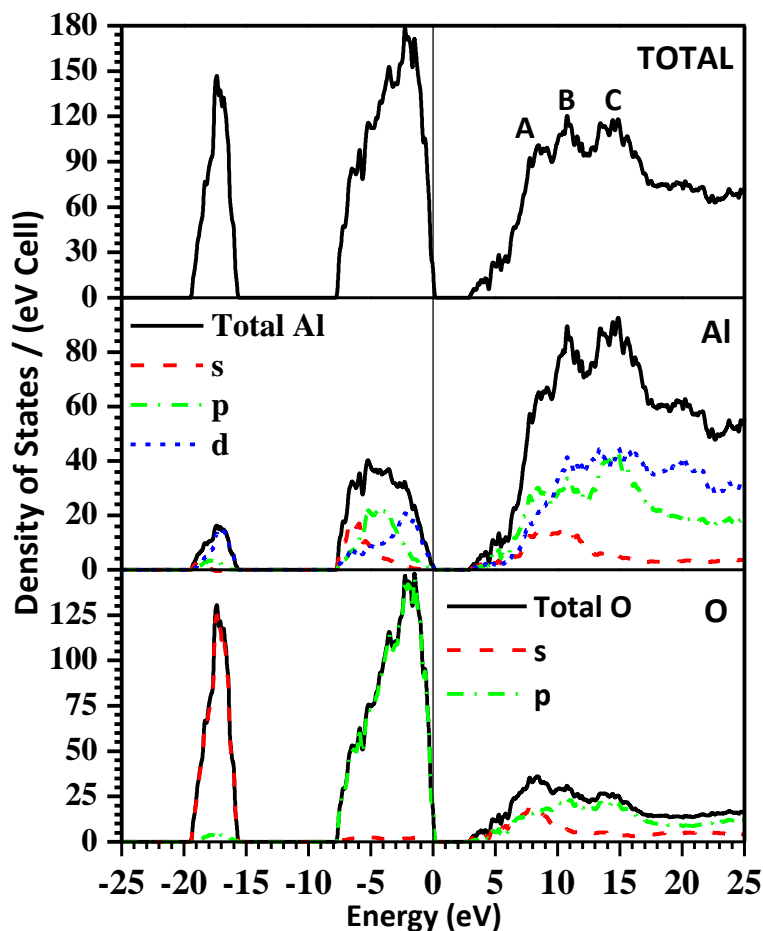 TOTAL
A
B
C
180
150
120
90
60
30
0
Total Al
s
p
d
Al
80
60
40
20
0
Total O
s
p
O
125
100
75
50
25
0
-25 -20 -15 -10 -5 0 5 10 15 20 25
Energy (eV)
Density of States / (eV Cell)